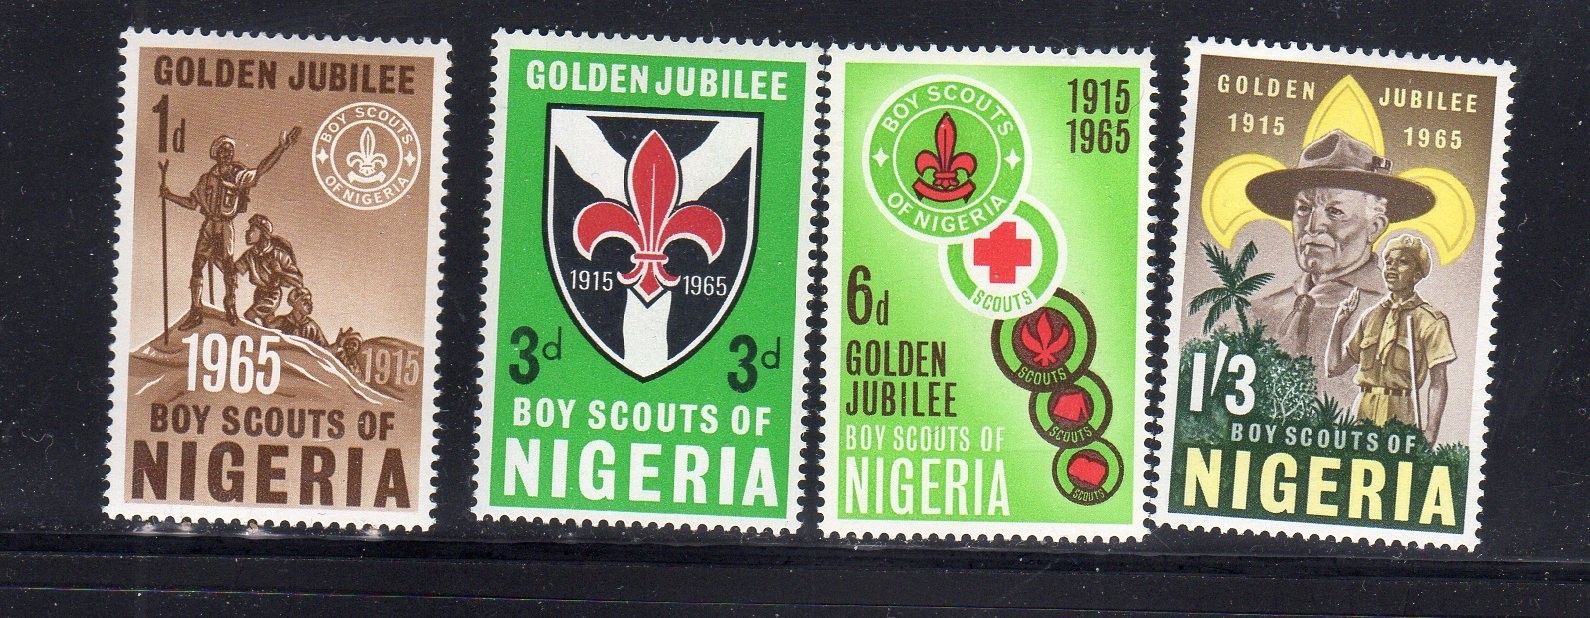 GOLDEN JUBILEE
1d
BOY SCOUTS
OF NIGERIA
1965
1915
BOY SCOUTS OF
NIGERIA
GOLDEN JUBILEE
1915 1965
3d 3d
BOY SCOUTS OF
NIGERIA
1915
1965
BOY SCOUTS
OF NIGERIA
SCOUTS
6d
GOLDEN
JUBILEE
SCOUTS
SCOUTS
BOY SCOUTS OF
NIGERIA
SCOUTS
GOLDEN JUBILEE
1915 1965
1/3
BOY SCOUTS OF
NIGERIA